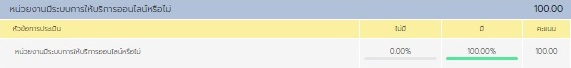 หน่วยงานมีระบบการให้บริการออนไลน์หรือไม่ 100.00
หัวข้อการประเมิน ไม่มี มี คะแนน
หน่วยงานมีระบบการให้บริการออนไลน์หรือไม่ 0.00% 100.00% 100.00